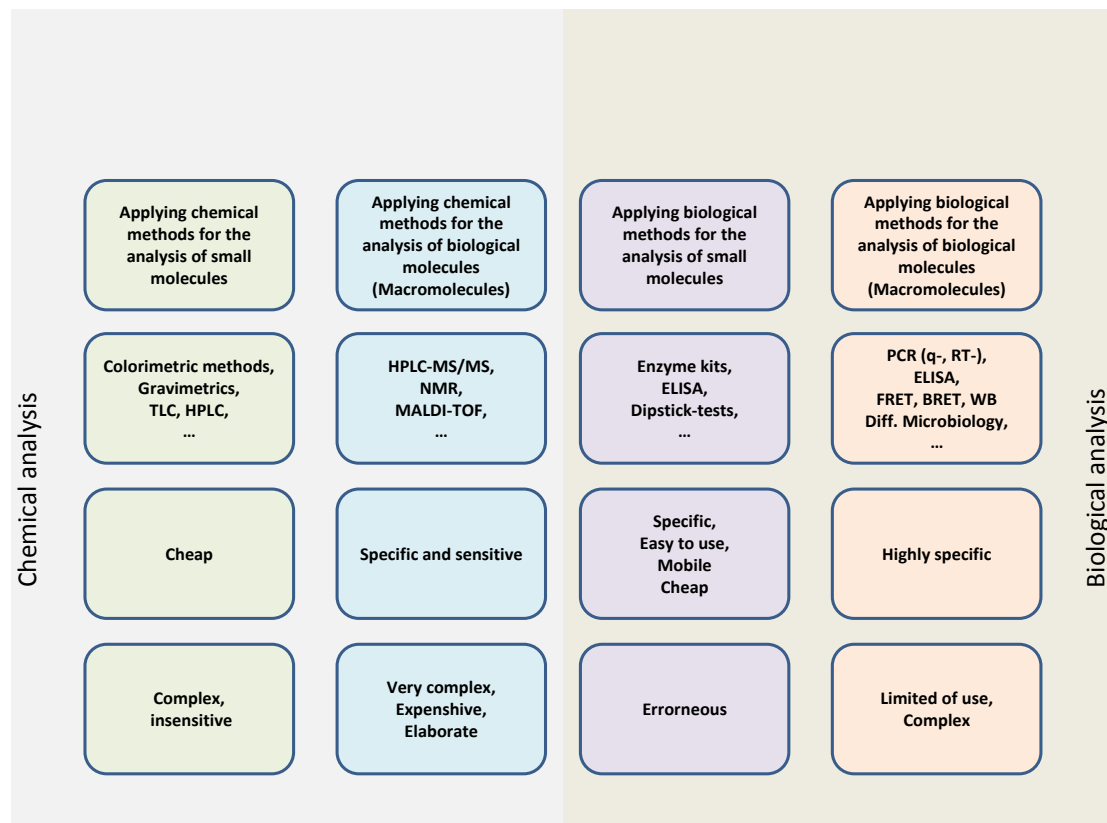 Chemical analysis
Applying chemical
methods for the
analysis of small
molecules
Applying chemical
methods for the
analysis of biological
molecules
(Macromolecules)
Applying biological
methods for the
analysis of small
molecules
Applying biological
methods for the
analysis of biological
molecules
(Macromolecules)
Colorimetric methods,
Gravimetrics,
TLC, HPLC,
...
HPLC-MS/MS,
NMR,
MALDI-TOF,
...
Enzyme kits,
ELISA,
Dipstick-tests,
...
PCR (q-, RT-),
ELISA,
FRET, BRET, WB
Diff. Microbiology,
...
Cheap
Specific and sensitive
Specific,
Easy to use,
Mobile
Cheap
Highly specific
Complex,
insensitive
Very complex,
Expenshive,
Elaborate
Errorneous
Limited of use,
Complex
Biological analysis